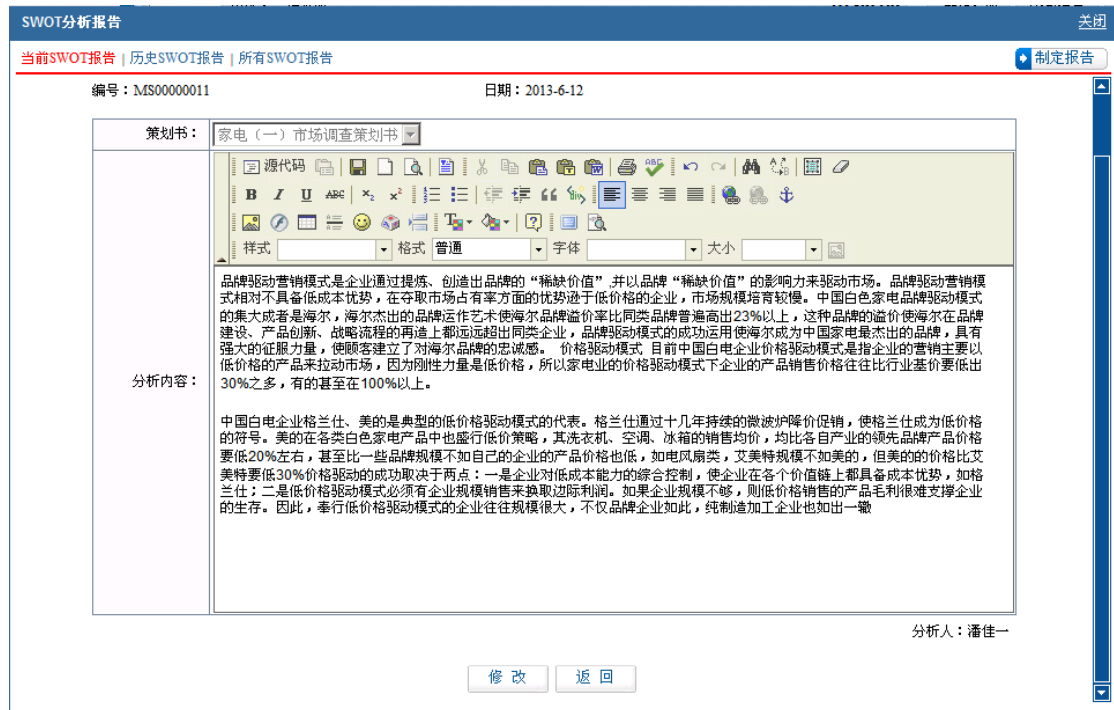 SWOT分析报告 关闭
当前SWOT报告 | 历史SWOT报告 | 所有SWOT报告 制定报告
编号：MS00000011 日期：2013-6-12
策划书： 家电（一）市场调查策划书
源代码
样式 格式 普通 字体 大小
分析内容：
品牌驱动营销模式是企业通过提炼、创造出品牌的“稀缺价值”,并以品牌“稀缺价值”的影响力来驱动市场。品牌驱动营销模
式相对不具备低成本优势，在夺取市场占有率方面的优势逊于低价格的企业，市场规模培育较慢。中国白色家电品牌驱动模式
的集大成者是海尔，海尔杰出的品牌运作艺术使海尔品牌溢价率比同类品牌普遍高出23%以上，这种品牌的溢价使海尔在品牌
建设、产品创新、战略流程的再造上都远远超出同类企业，品牌驱动模式的成功运用使海尔成为中国家电最杰出的品牌，具有
强大的征服力量，使顾客建立了对海尔品牌的忠诚感。 价格驱动模式 目前中国白电企业价格驱动模式是指企业的营销主要以
低价格的产品来拉动市场，因为刚性力量是低价格，所以家电业的价格驱动模式下企业的产品销售价格往往比行业基价要低出
30%之多，有的甚至在100%以上。
中国白电企业格兰仕、美的是典型的低价格驱动模式的代表。格兰仕通过十几年持续的微波炉降价促销，使格兰仕成为低价格
的符号。美的在各类白色家电产品中也盛行低价策略，其洗衣机、空调、冰箱的销售均价，均比各自产业的领先品牌产品价格
要低20%左右，甚至比一些品牌规模不如自己的企业的产品价格也低，如电风扇类，艾美特规模不如美的，但美的的价格比艾
美特要低30%价格驱动的成功取决于两点：一是企业对低成本能力的综合控制，使企业在各个价值链上都具备成本优势，如格
兰仕；二是低价格驱动模式必须有企业规模销售来换取边际利润。如果企业规模不够，则低价格销售的产品毛利很难支撑企业
的生存。因此，奉行低价格驱动模式的企业往往规模很大，不仅品牌企业如此，纯制造加工企业也如出一辙
分析人：潘佳一
修 改 返 回